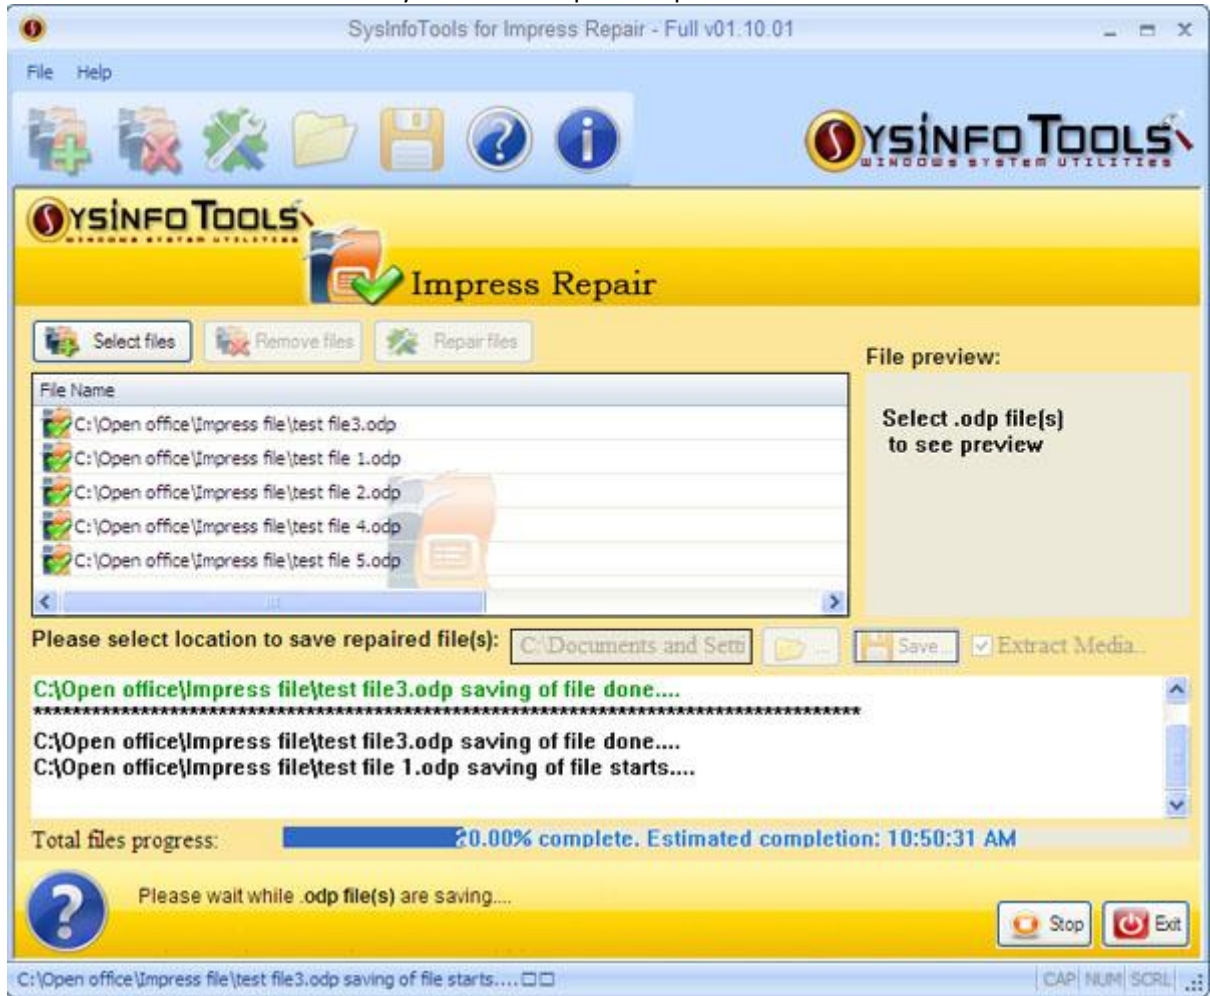 SysInfoTools for Impress Repair - Full v01.10.01
File Help
SYSINFO TOOLS
WINDOWS SYSTEM UTILITIES
SYSINFO TOOLS
WINDOWS SYSTEM UTILITIES
Impress Repair
Select files Remove files Repair files
File preview:
File Name
Select .odp file(s)
to see preview
C:\Open office\Impress file\test file3.odp
C:\Open office\Impress file\test file 1.odp
C:\Open office\Impress file\test file 2.odp
C:\Open office\Impress file\test file 4.odp
C:\Open office\Impress file\test file 5.odp
Please select location to save repaired file(s): C:\Documents and Setti ... Save... Extract Media..
C:\Open office\Impress file\test file3.odp saving of file done....
********************************************************************************
C:\Open office\Impress file\test file3.odp saving of file done....
C:\Open office\Impress file\test file 1.odp saving of file starts....
Total files progress: 20.00% complete. Estimated completion: 10:50:31 AM
Please wait while .odp file(s) are saving....
Stop Exit
C:\Open office\Impress file\test file3.odp saving of file starts....□□
CAP NUM SCRL